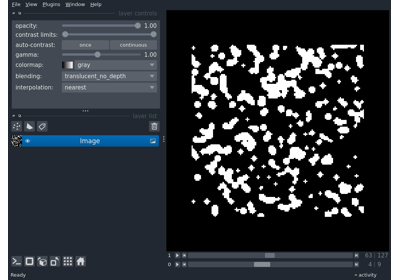 File View Plugins Window Help
layer controls
opacity: 1.00
contrast limits:
auto-contrast: once continuous
gamma: 1.00
colormap: gray
blending: translucent_no_depth
interpolation: nearest
layer list
Image
1 63 127
0 4 9
Ready activity